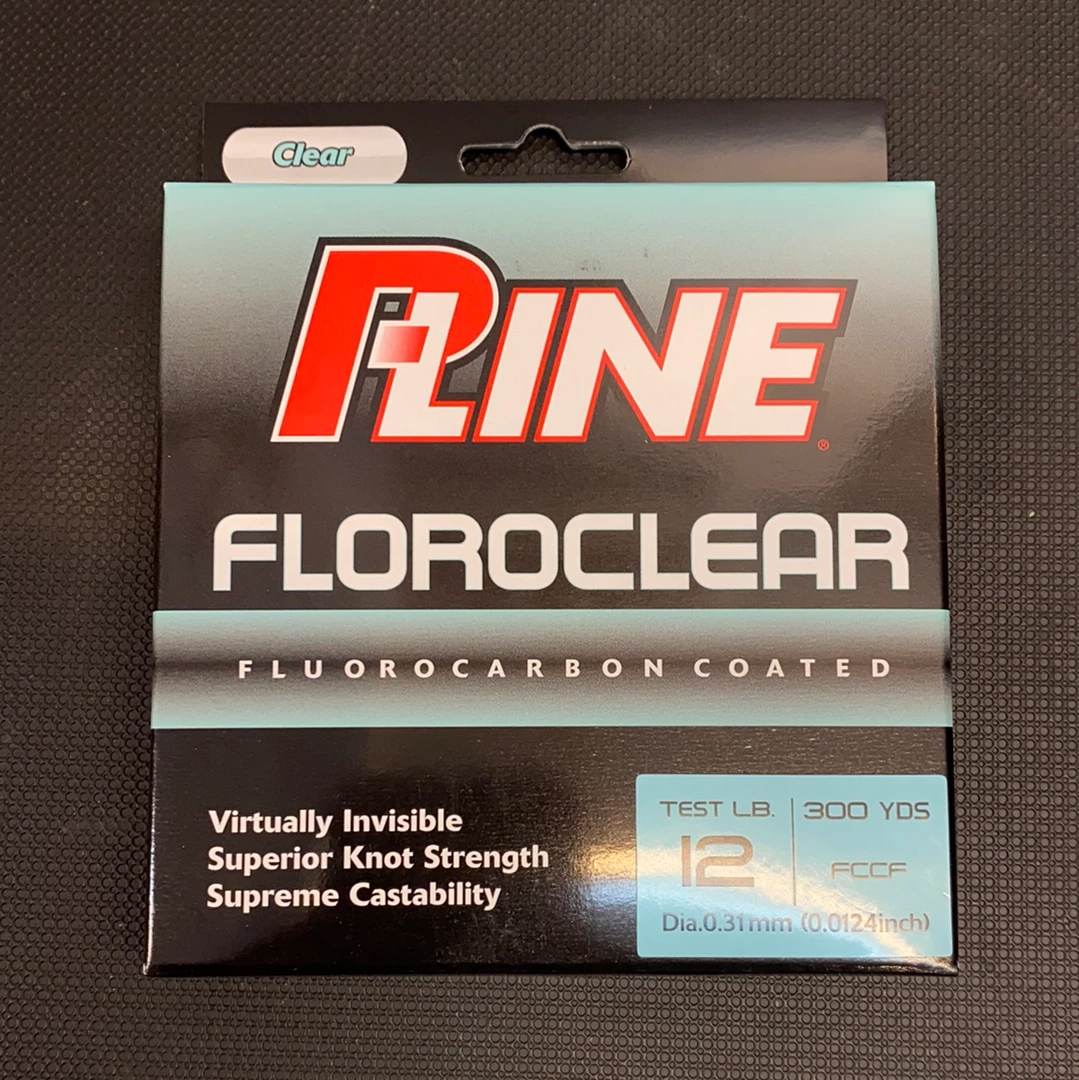 Clear
P-LINE®
FLOROCLEAR
FLUOROCARBON COATED
Virtually Invisible
Superior Knot Strength
Supreme Castability
TEST LB. 300 YDS
12 FCCF
Dia.0.31mm (0.0124inch)